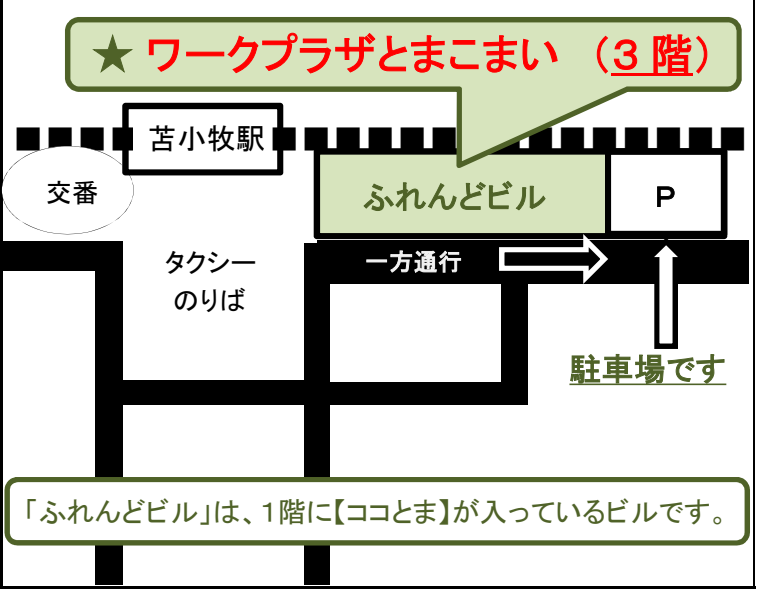 ★ ワークプラザとまこまい （３階）
苫小牧駅
交番
ふれんどビル
P
タクシー
のりば
一方通行
駐車場です
「ふれんどビル」は、１階に【ココとま】が入っているビルです。